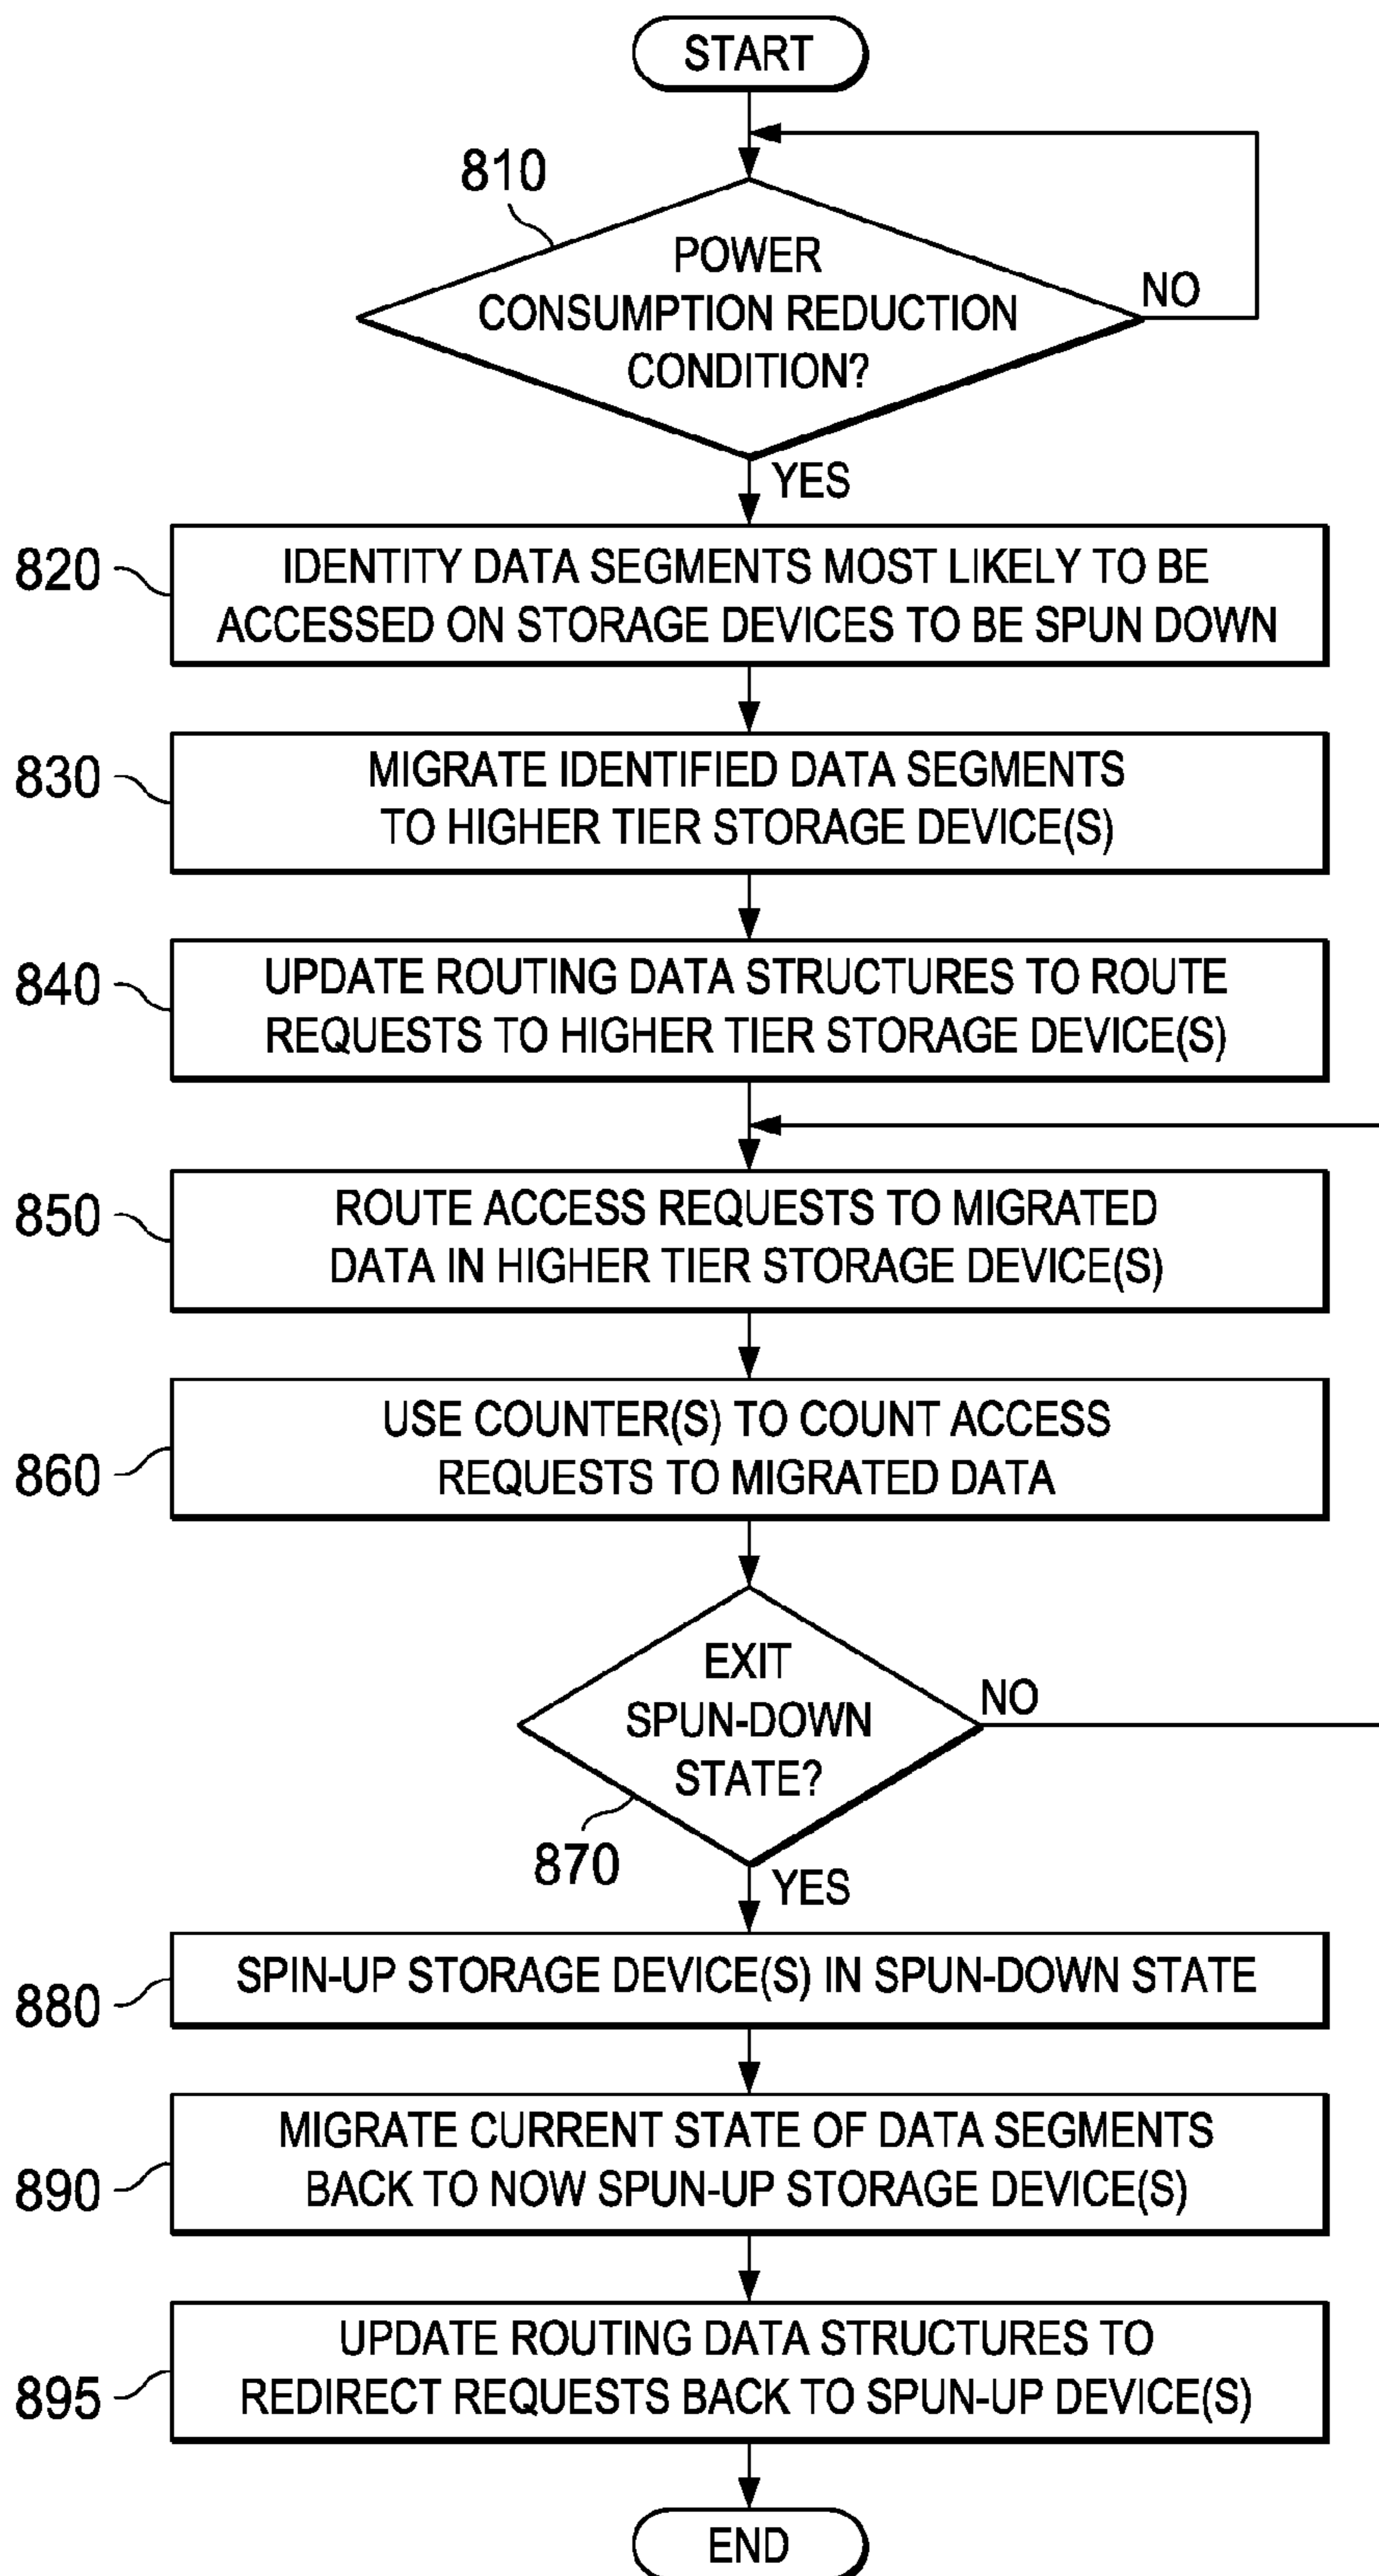 START
810
POWER
CONSUMPTION REDUCTION
CONDITION?
NO
YES
820
IDENTITY DATA SEGMENTS MOST LIKELY TO BE
ACCESSED ON STORAGE DEVICES TO BE SPUN DOWN
830
MIGRATE IDENTIFIED DATA SEGMENTS
TO HIGHER TIER STORAGE DEVICE(S)
840
UPDATE ROUTING DATA STRUCTURES TO ROUTE
REQUESTS TO HIGHER TIER STORAGE DEVICE(S)
850
ROUTE ACCESS REQUESTS TO MIGRATED
DATA IN HIGHER TIER STORAGE DEVICE(S)
860
USE COUNTER(S) TO COUNT ACCESS
REQUESTS TO MIGRATED DATA
EXIT
SPUN-DOWN
STATE?
NO
870
YES
880
SPIN-UP STORAGE DEVICE(S) IN SPUN-DOWN STATE
890
MIGRATE CURRENT STATE OF DATA SEGMENTS
BACK TO NOW SPUN-UP STORAGE DEVICE(S)
895
UPDATE ROUTING DATA STRUCTURES TO
REDIRECT REQUESTS BACK TO SPUN-UP DEVICE(S)
END